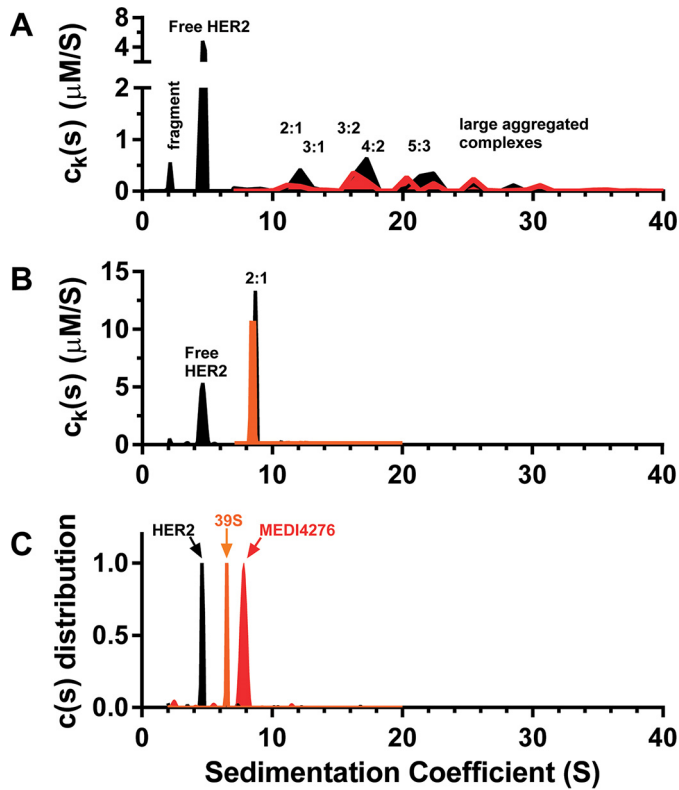 A
8
4
2
1
0
c_k(s) (µM/S)
fragment
Free HER2
2:1
3:1
3:2
4:2
5:3
large aggregated
complexes
0 10 20 30 40
B
15
10
5
0
c_k(s) (µM/S)
Free
HER2
2:1
0 10 20 30 40
C
1.0
0.5
0.0
c(s) distribution
HER2
39S
MEDI4276
0 10 20 30 40
Sedimentation Coefficient (S)